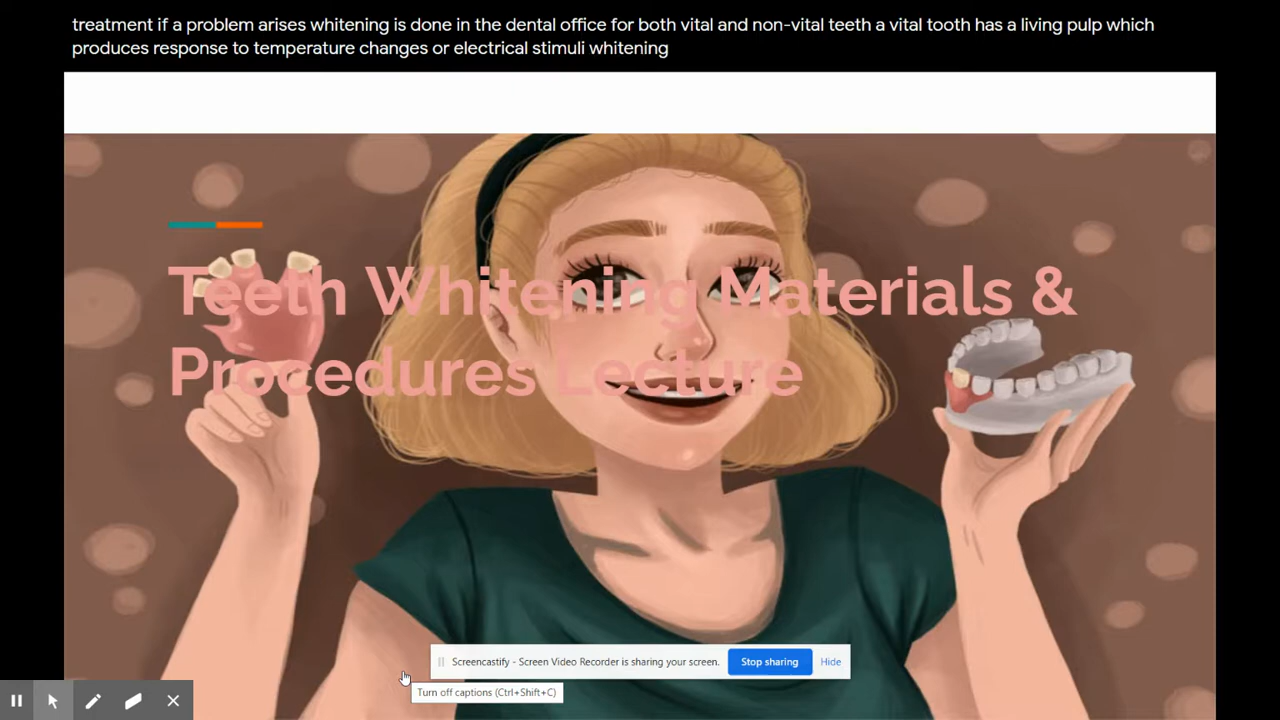 treatment if a problem arises whitening is done in the dental office for both vital and non-vital teeth a vital tooth has a living pulp which
produces response to temperature changes or electrical stimuli whitening
Teeth Whitening Materials &
Procedures Lecture
Screencastify - Screen Video Recorder is sharing your screen.
Stop sharing
Hide
Turn off captions (Ctrl+Shift+C)